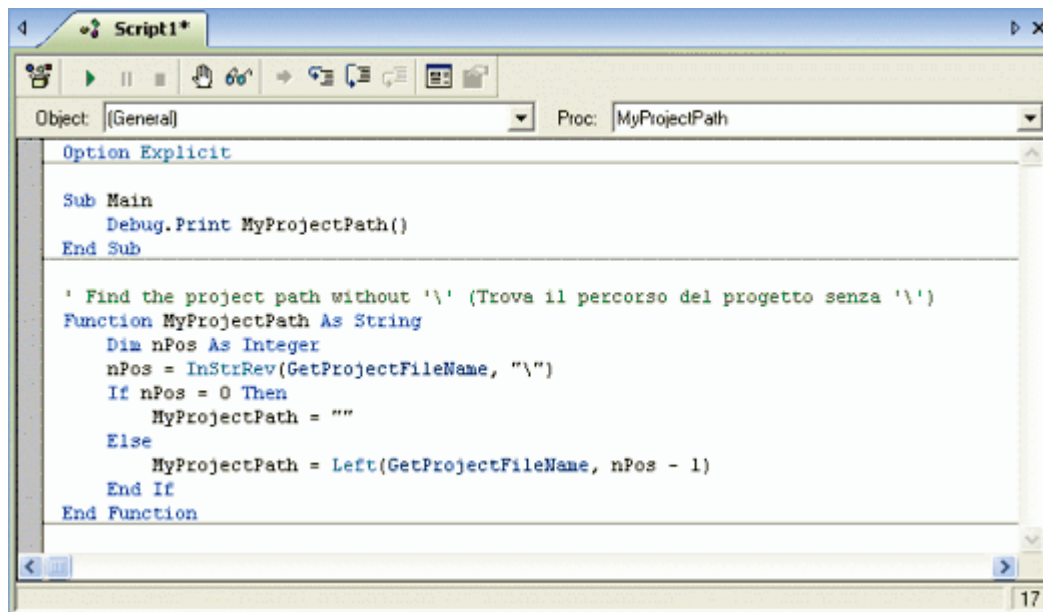 Script1*
Object: (General) Proc: MyProjectPath
Option Explicit
Sub Main
Debug.Print MyProjectPath()
End Sub
' Find the project path without '\' (Trova il percorso del progetto senza '\')
Function MyProjectPath As String
Dim nPos As Integer
nPos = InStrRev(GetProjectFileName, "\")
If nPos = 0 Then
MyProjectPath = ""
Else
MyProjectPath = Left(GetProjectFileName, nPos - 1)
End If
End Function
17